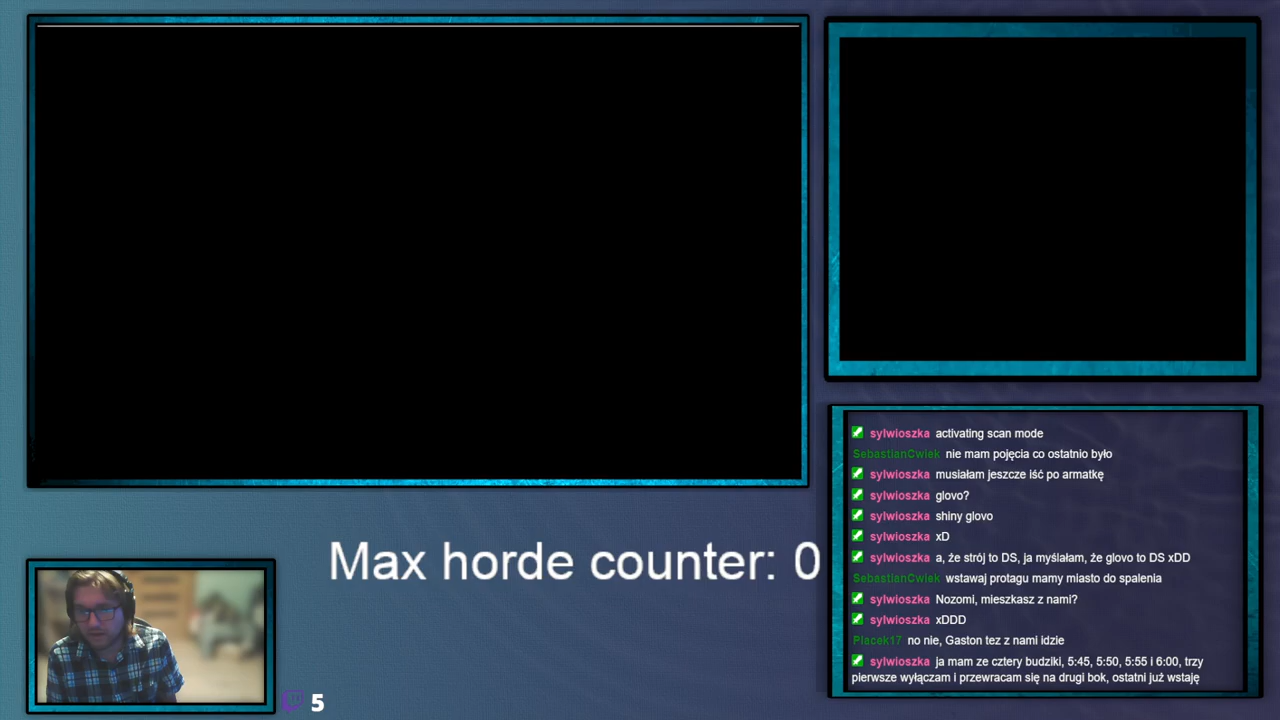 Max horde counter: 0
5
sylwioszka activating scan mode
SebastianCwiek nie mam pojęcia co ostatnio było
sylwioszka musiałam jeszcze iść po armatkę
sylwioszka glovo?
sylwioszka shiny glovo
sylwioszka xD
sylwioszka a, że strój to DS, ja myślałam, że glovo to DS xDD
SebastianCwiek wstawaj protagu mamy miasto do spalenia
sylwioszka Nozomi, mieszkasz z nami?
sylwioszka xDDD
Placek17 no nie, Gaston tez z nami idzie
sylwioszka ja mam ze cztery budziki, 5:45, 5:50, 5:55 i 6:00, trzy
pierwsze wyłączam i przewracam się na drugi bok, ostatni już wstaję